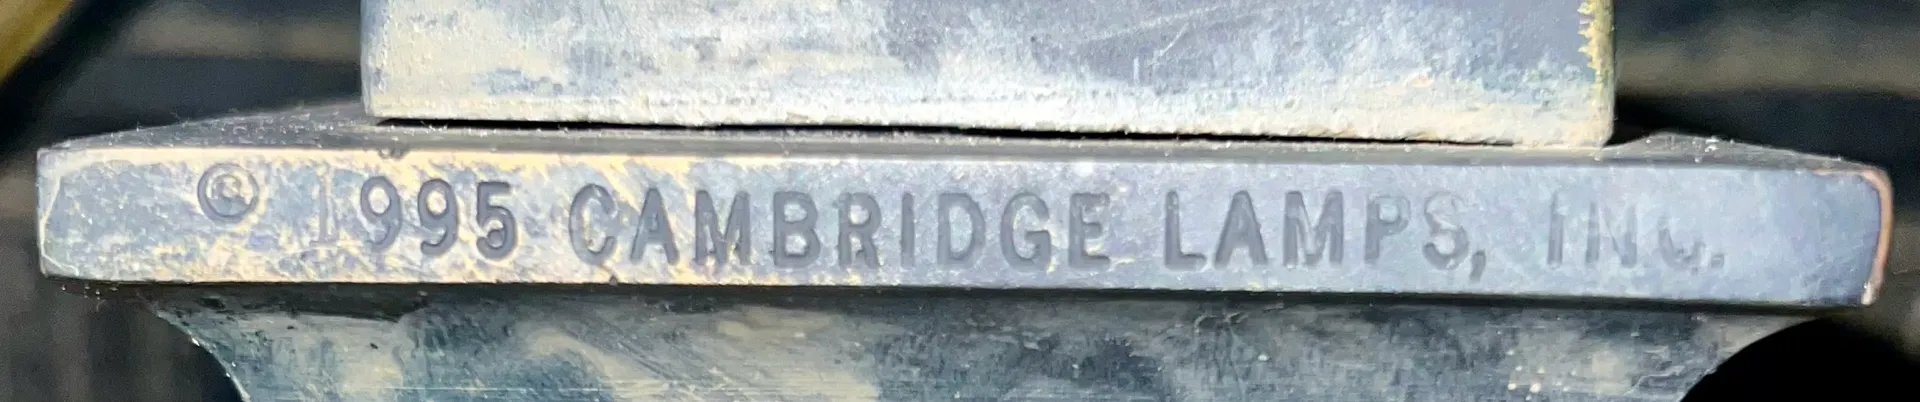 © 1995 CAMBRIDGE LAMPS, INC.